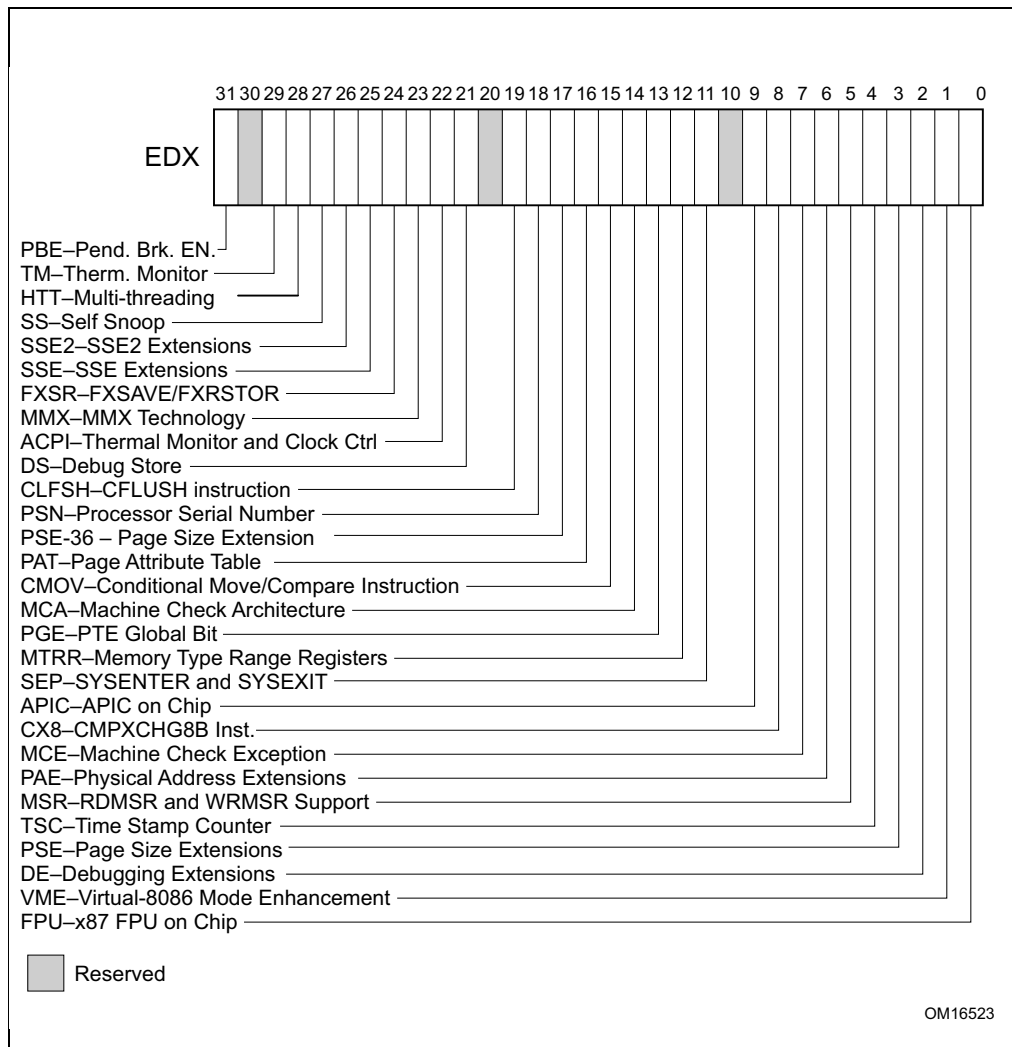 31 30 29 28 27 26 25 24 23 22 21 20 19 18 17 16 15 14 13 12 11 10 9 8 7 6 5 4 3 2 1 0
EDX
PBE–Pend. Brk. EN.
TM–Therm. Monitor
HTT–Multi-threading
SS–Self Snoop
SSE2–SSE2 Extensions
SSE–SSE Extensions
FXSR–FXSAVE/FXRSTOR
MMX–MMX Technology
ACPI–Thermal Monitor and Clock Ctrl
DS–Debug Store
CLFSH–CFLUSH instruction
PSN–Processor Serial Number
PSE-36 – Page Size Extension
PAT–Page Attribute Table
CMOV–Conditional Move/Compare Instruction
MCA–Machine Check Architecture
PGE–PTE Global Bit
MTRR–Memory Type Range Registers
SEP–SYSENTER and SYSEXIT
APIC–APIC on Chip
CX8–CMPXCHG8B Inst.
MCE–Machine Check Exception
PAE–Physical Address Extensions
MSR–RDMSR and WRMSR Support
TSC–Time Stamp Counter
PSE–Page Size Extensions
DE–Debugging Extensions
VME–Virtual-8086 Mode Enhancement
FPU–x87 FPU on Chip
Reserved
OM16523